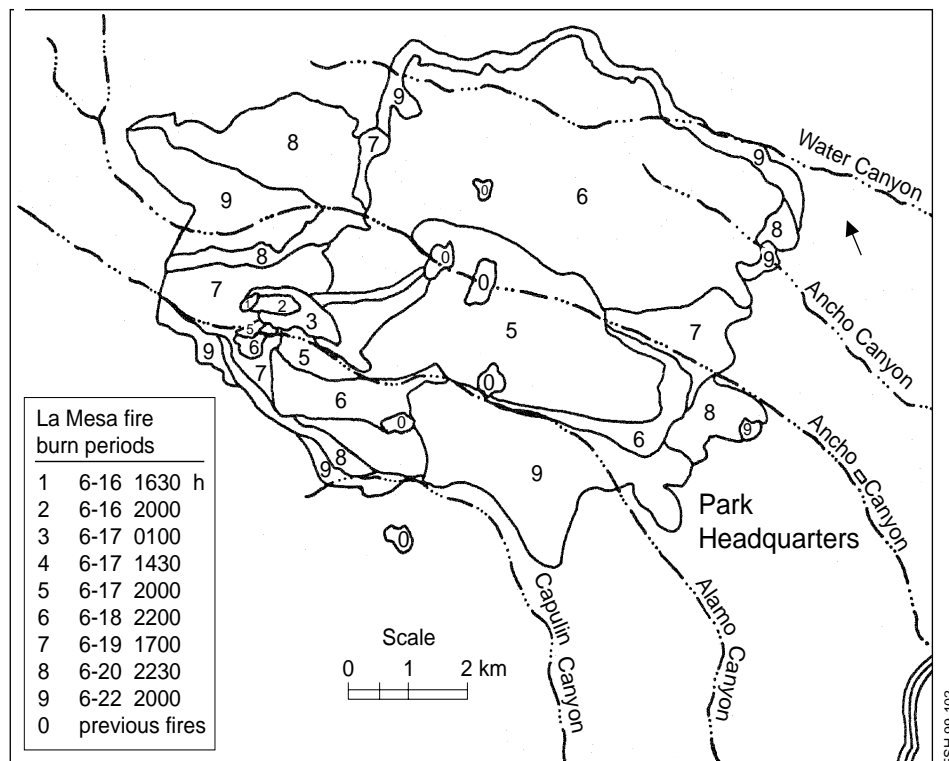 8
9
7
9
9
0
6
Water Canyon
8
9
8
0
9
7
0
2
3
5
7
Ancho Canyon
5
6
5
9
7
0
6
8
0
6
9
Ancho Canyon
8
9
9
Park
Headquarters
0
La Mesa fire
burn periods
1 6-16 1630 h
2 6-16 2000
3 6-17 0100
4 6-17 1430
5 6-17 2000
6 6-18 2200
7 6-19 1700
8 6-20 2230
9 6-22 2000
0 previous fires
Scale
0 1 2 km
Capulin Canyon
Alamo Canyon